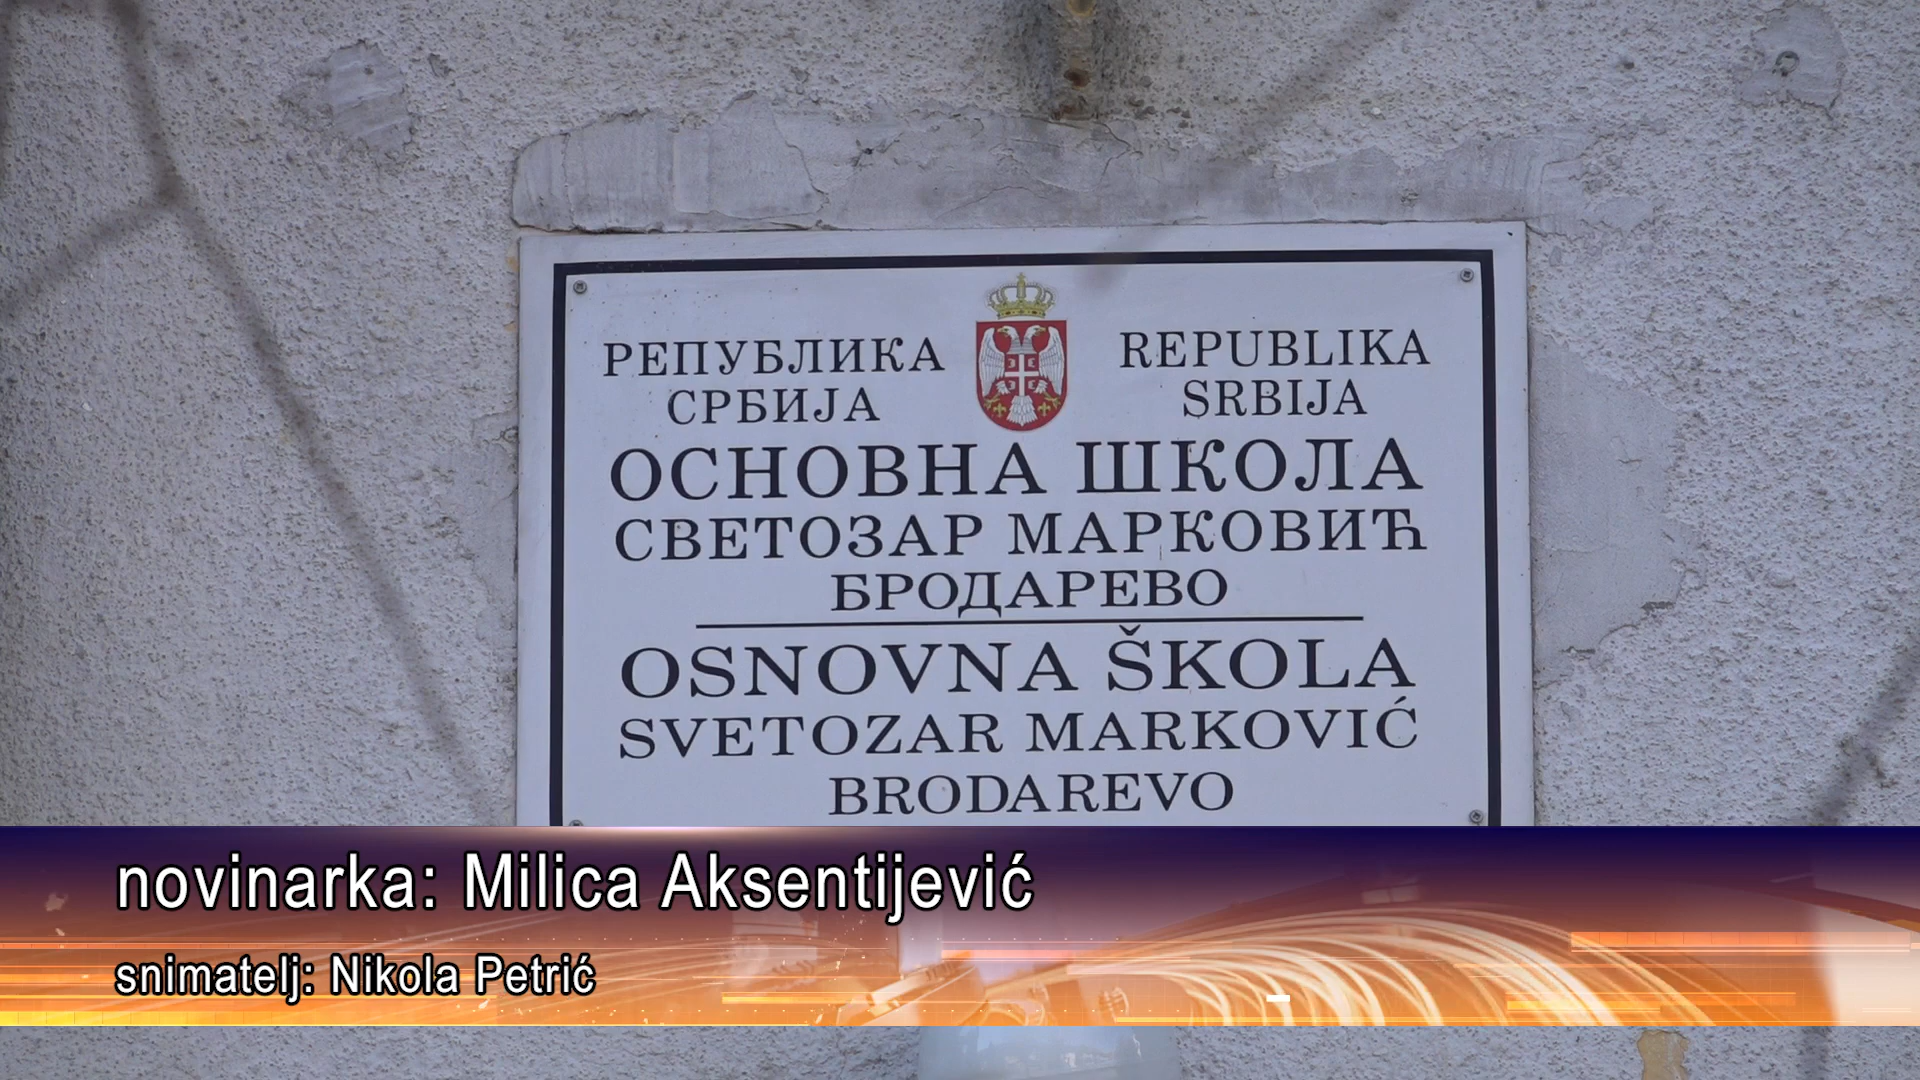 РЕПУБЛИКА
СРБИЈА
REPUBLIKA
SRBIJA
ОСНОВНА ШКОЛА
СВЕТОЗАР МАРКОВИЋ
БРОДАРЕВО
OSNOVNA ŠKOLA
SVETOZAR MARKOVIĆ
BRODAREVO
novinarka: Milica Aksentijević
snimatelj: Nikola Petrić